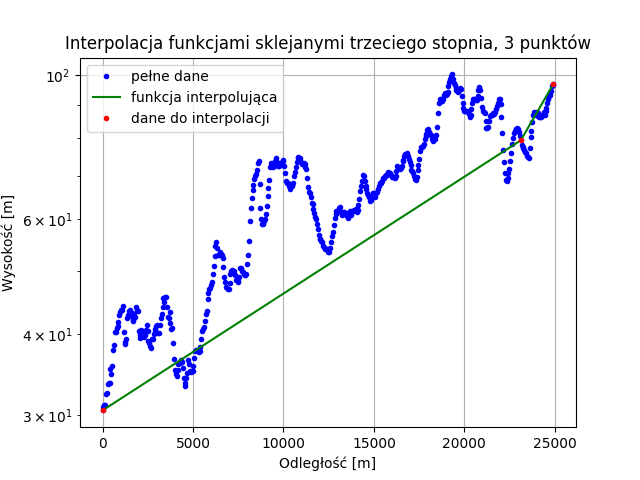 Interpolacja funkcjami sklejanymi trzeciego stopnia, 3 punktów
pełne dane
funkcja interpolująca
dane do interpolacji
Wysokość [m]
10²
6 × 10¹
4 × 10¹
3 × 10¹
0 5000 10000 15000 20000 25000
Odległość [m]